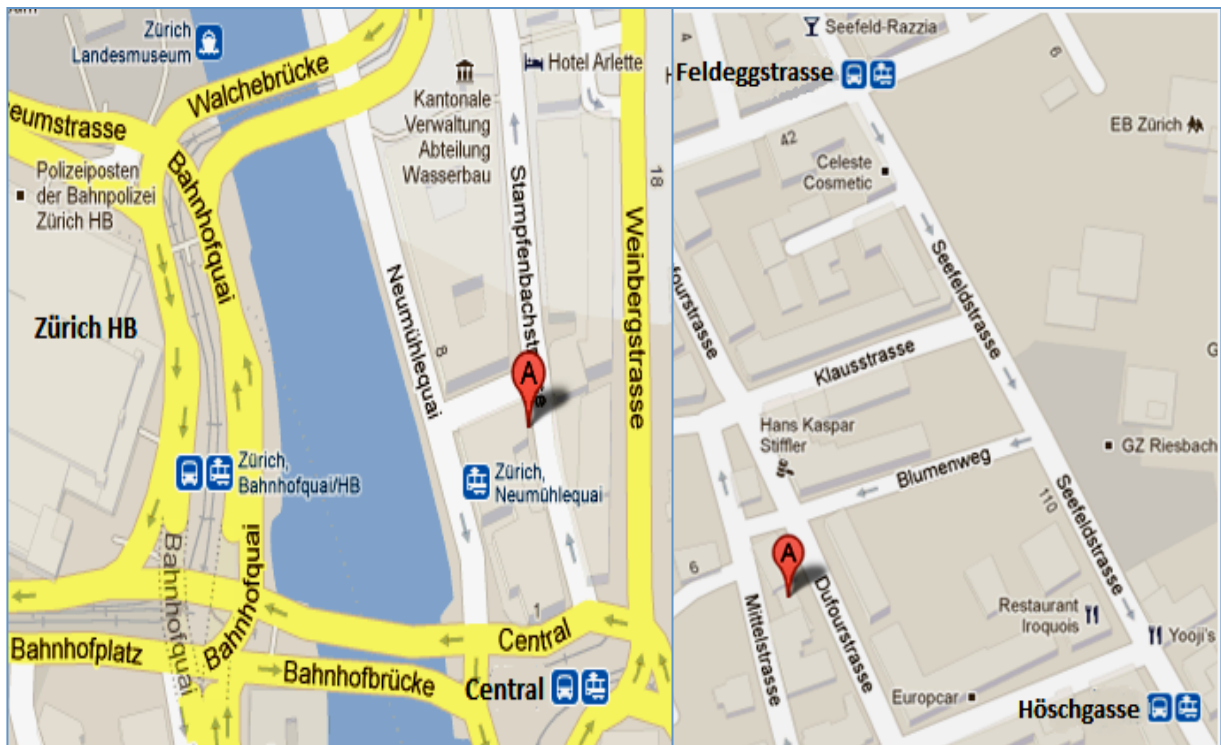 Zürich
Landesmuseum
Walchebrücke
eumstrasse
Polizeiposten
der Bahnpolizei
Zürich HB
Bahnhofquai
Zürich HB
Kantonale
Verwaltung
Abteilung
Wasserbau
Hotel Arlette
H
18
Stampfenbachstr
e
Weinbergstrasse
Neumühlequai
8
A
Zürich,
Bahnhofquai/HB
Zürich,
Neumühlequai
Bahnhofquai
Bahnhofquai
1
Central
Bahnhofplatz
Bahnhofbrücke
Central
Seefeld-Razzia
4
6
Feldeggstrasse
EB Zürich
42
Celeste
Cosmetic
Seefeldstrasse
ufourstrasse
G
Klausstrasse
Hans Kaspar
Stiffler
GZ Riesbach
Blumenweg
110
Seefeldstrasse
A
6
Mittelstrasse
Dufourstrasse
Restaurant
Iroquois
Yooji's
Europcar
Höschgasse